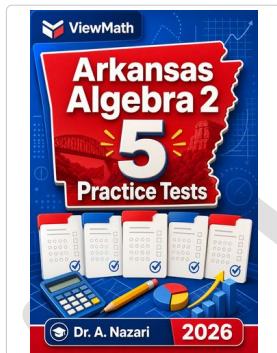 ViewMath
Arkansas
Algebra 2
5
Practice Tests
Dr. A. Nazari
2026